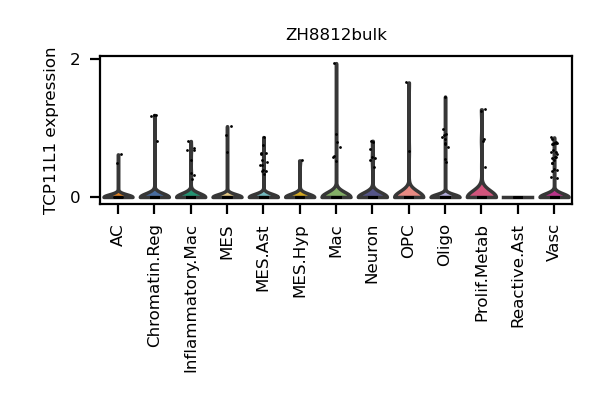 ZH8812bulk
TCP11L1 expression
2
0
AC
Chromatin.Reg
Inflammatory.Mac
MES
MES.Ast
MES.Hyp
Mac
Neuron
OPC
Oligo
Prolif.Metab
Reactive.Ast
Vasc